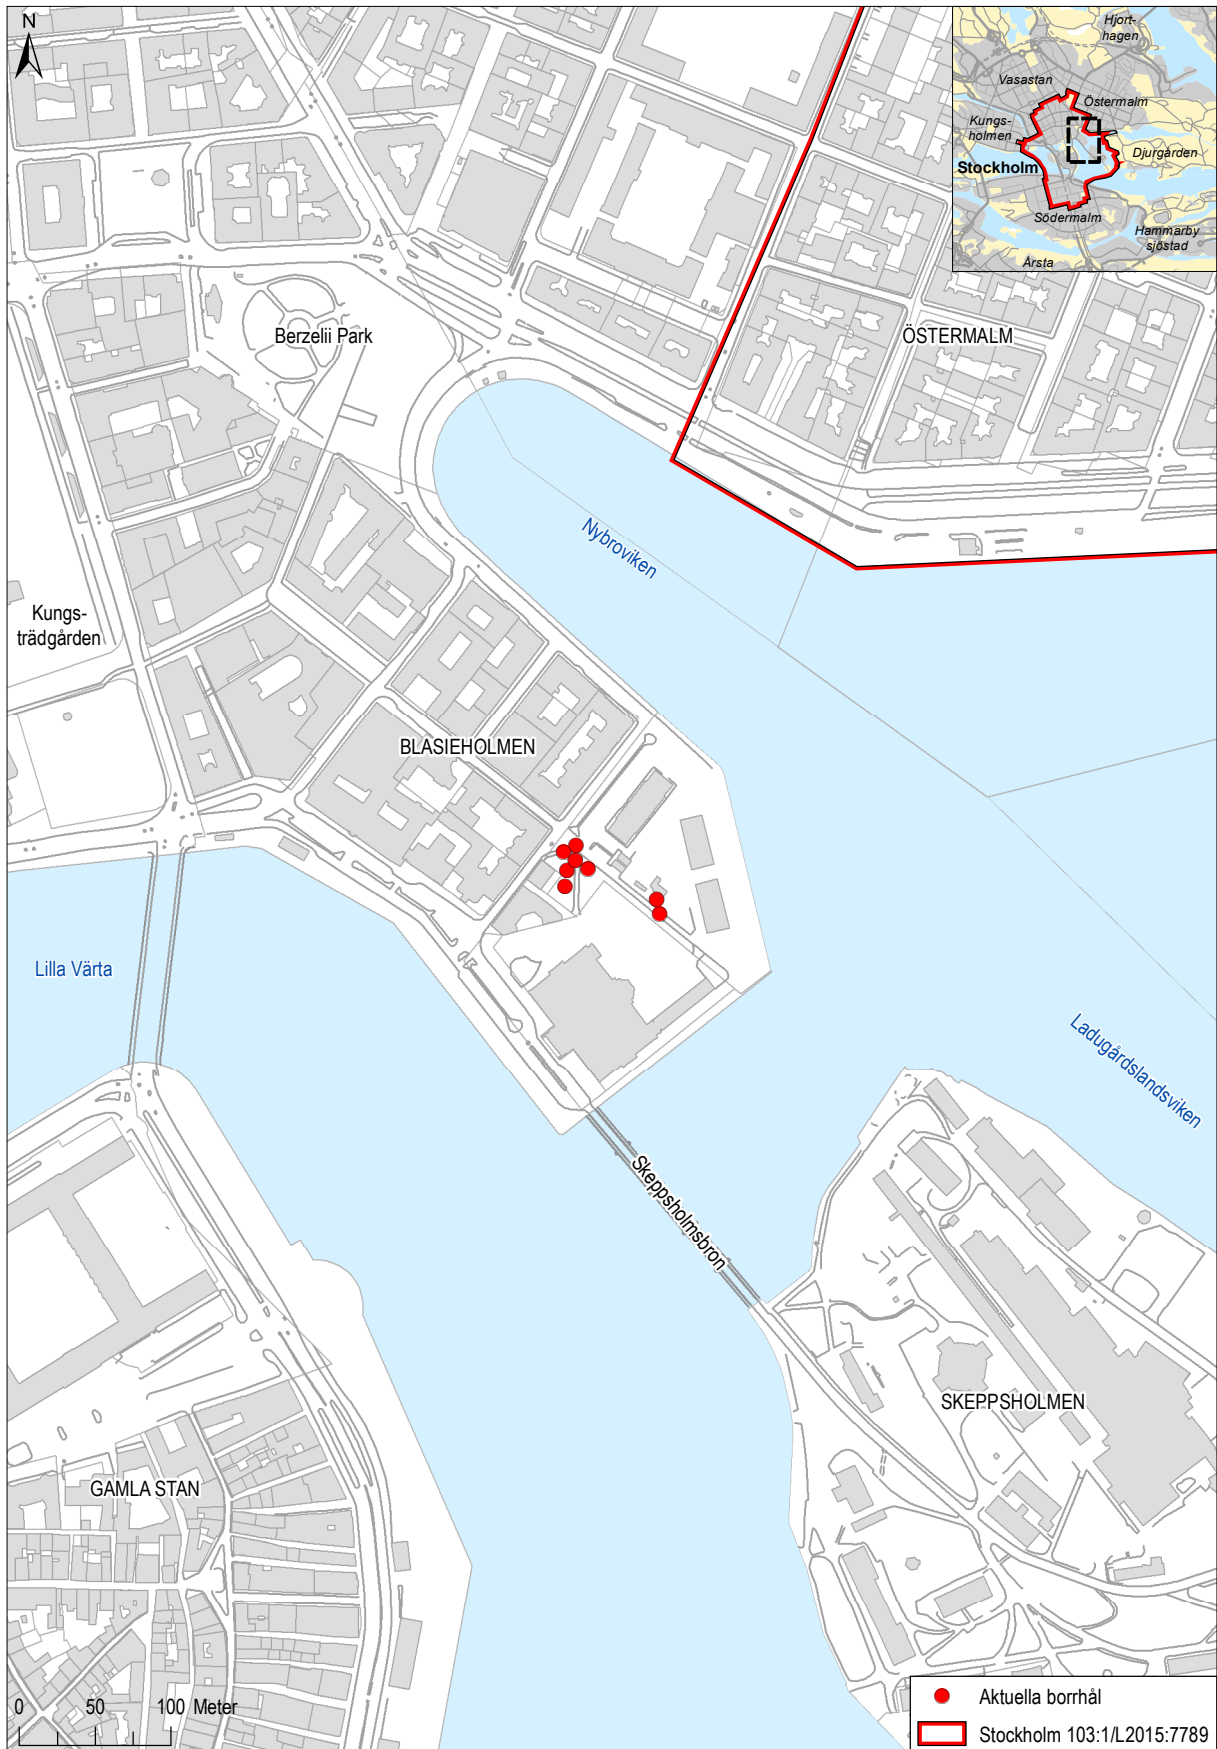 N
Hjort-
hagen
Vasastan
Östermalm
Kungs-
holmen
Djurgården
Stockholm
Södermalm
Hammarby
sjöstad
Årsta
Berzelii Park
ÖSTERMALM
Nybroviken
Kungs-
trädgården
BLASIEHOLMEN
Lilla Värta
Ladugårdslandsviken
Skeppsholmsbron
SKEPPSHOLMEN
GAMLA STAN
0 50 100 Meter
Aktuella borrhål
Stockholm 103:1/L2015:7789